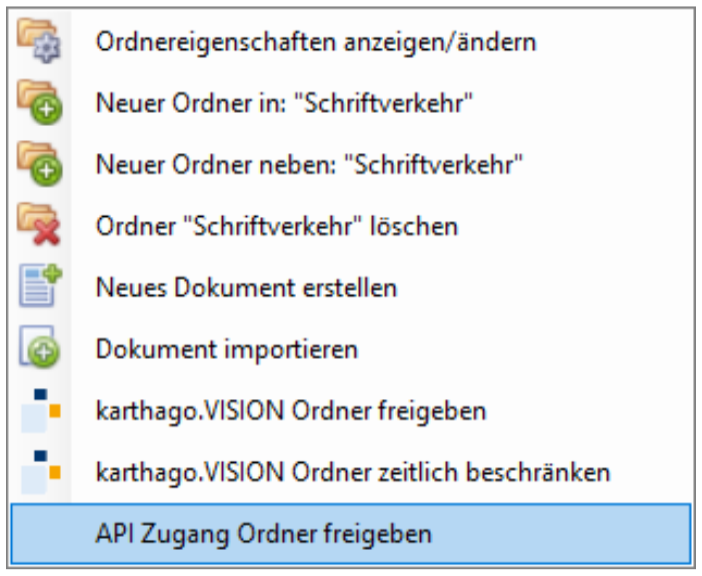 Ordnereigenschaften anzeigen/ändern
Neuer Ordner in: "Schriftverkehr"
Neuer Ordner neben: "Schriftverkehr"
Ordner "Schriftverkehr" löschen
Neues Dokument erstellen
Dokument importieren
karthago.VISION Ordner freigeben
karthago.VISION Ordner zeitlich beschränken
API Zugang Ordner freigeben